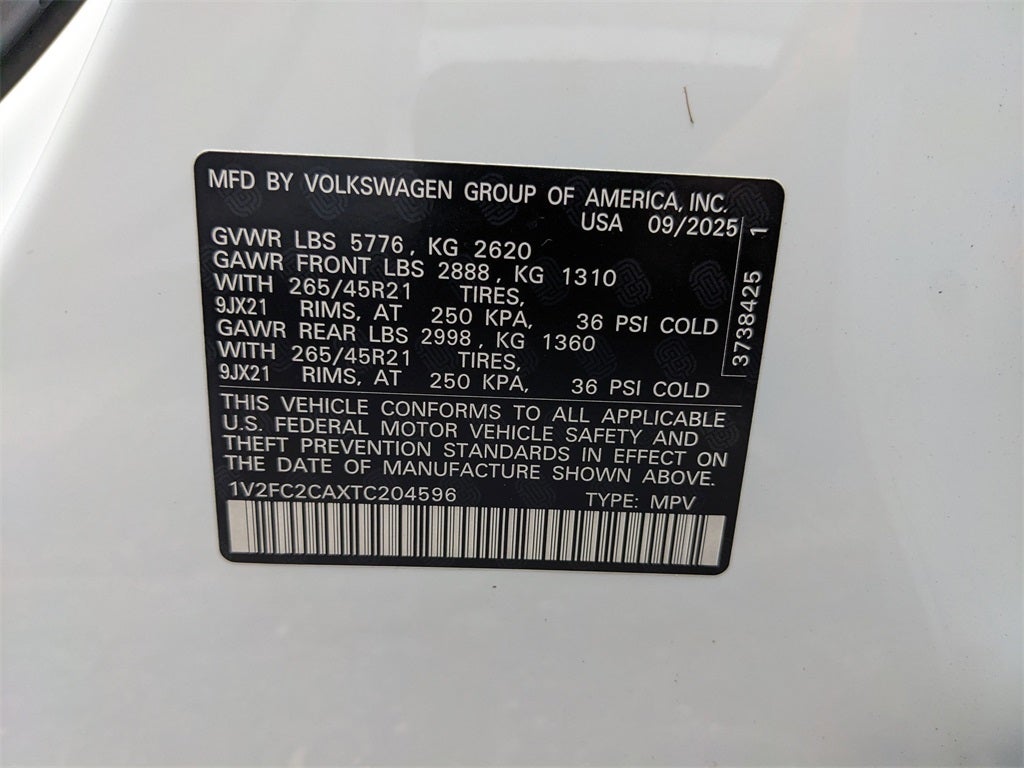 MFD BY VOLKSWAGEN GROUP OF AMERICA, INC.
USA 09/2025
GVWR LBS 5776, KG 2620
GAWR FRONT LBS 2888, KG 1310
WITH 265/45R21 TIRES,
9JX21 RIMS, AT 250 KPA, 36 PSI COLD
GAWR REAR LBS 2998, KG 1360
WITH 265/45R21 TIRES,
9JX21 RIMS, AT 250 KPA, 36 PSI COLD
3738425 1
THIS VEHICLE CONFORMS TO ALL APPLICABLE
U.S. FEDERAL MOTOR VEHICLE SAFETY AND
THEFT PREVENTION STANDARDS IN EFFECT ON
THE DATE OF MANUFACTURE SHOWN ABOVE.
1V2FC2CAXTC204596 TYPE: MPV